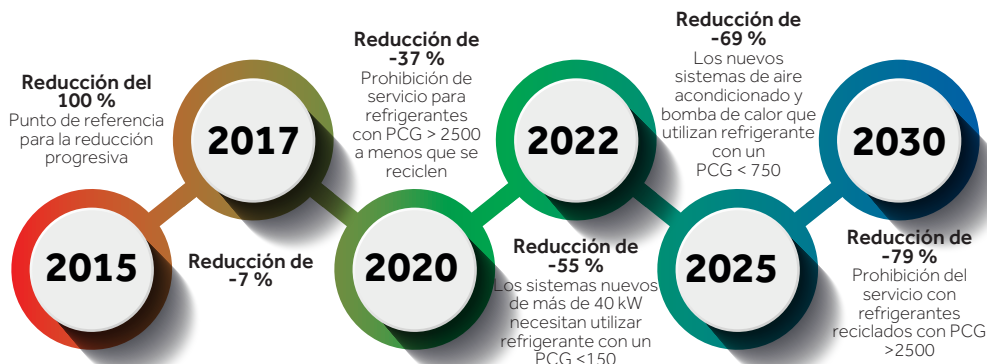 2015
Reducción del
100 %
Punto de referencia
para la reducción
progresiva
2017
Reducción de
-7 %
2020
Reducción de
-37 %
Prohibición de
servicio para
refrigerantes
con PCG > 2500
a menos que se
reciclen
2022
Reducción de
-55 %
Los sistemas nuevos
de más de 40 kW
necesitan utilizar
refrigerante con un
PCG <150
2025
Reducción de
-69 %
Los nuevos
sistemas de aire
acondicionado y
bomba de calor que
utilizan refrigerante
con un
PCG < 750
2030
Reducción de
-79 %
Prohibición del
servicio con
refrigerantes
reciclados con PCG
>2500